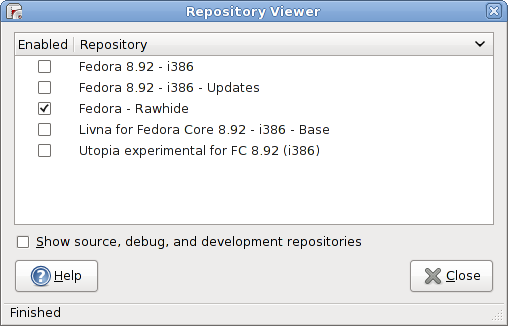 Repository Viewer
Enabled Repository
Fedora 8.92 - i386
Fedora 8.92 - i386 - Updates
Fedora - Rawhide
Livna for Fedora Core 8.92 - i386 - Base
Utopia experimental for FC 8.92 (i386)
Show source, debug, and development repositories
Help Close
Finished